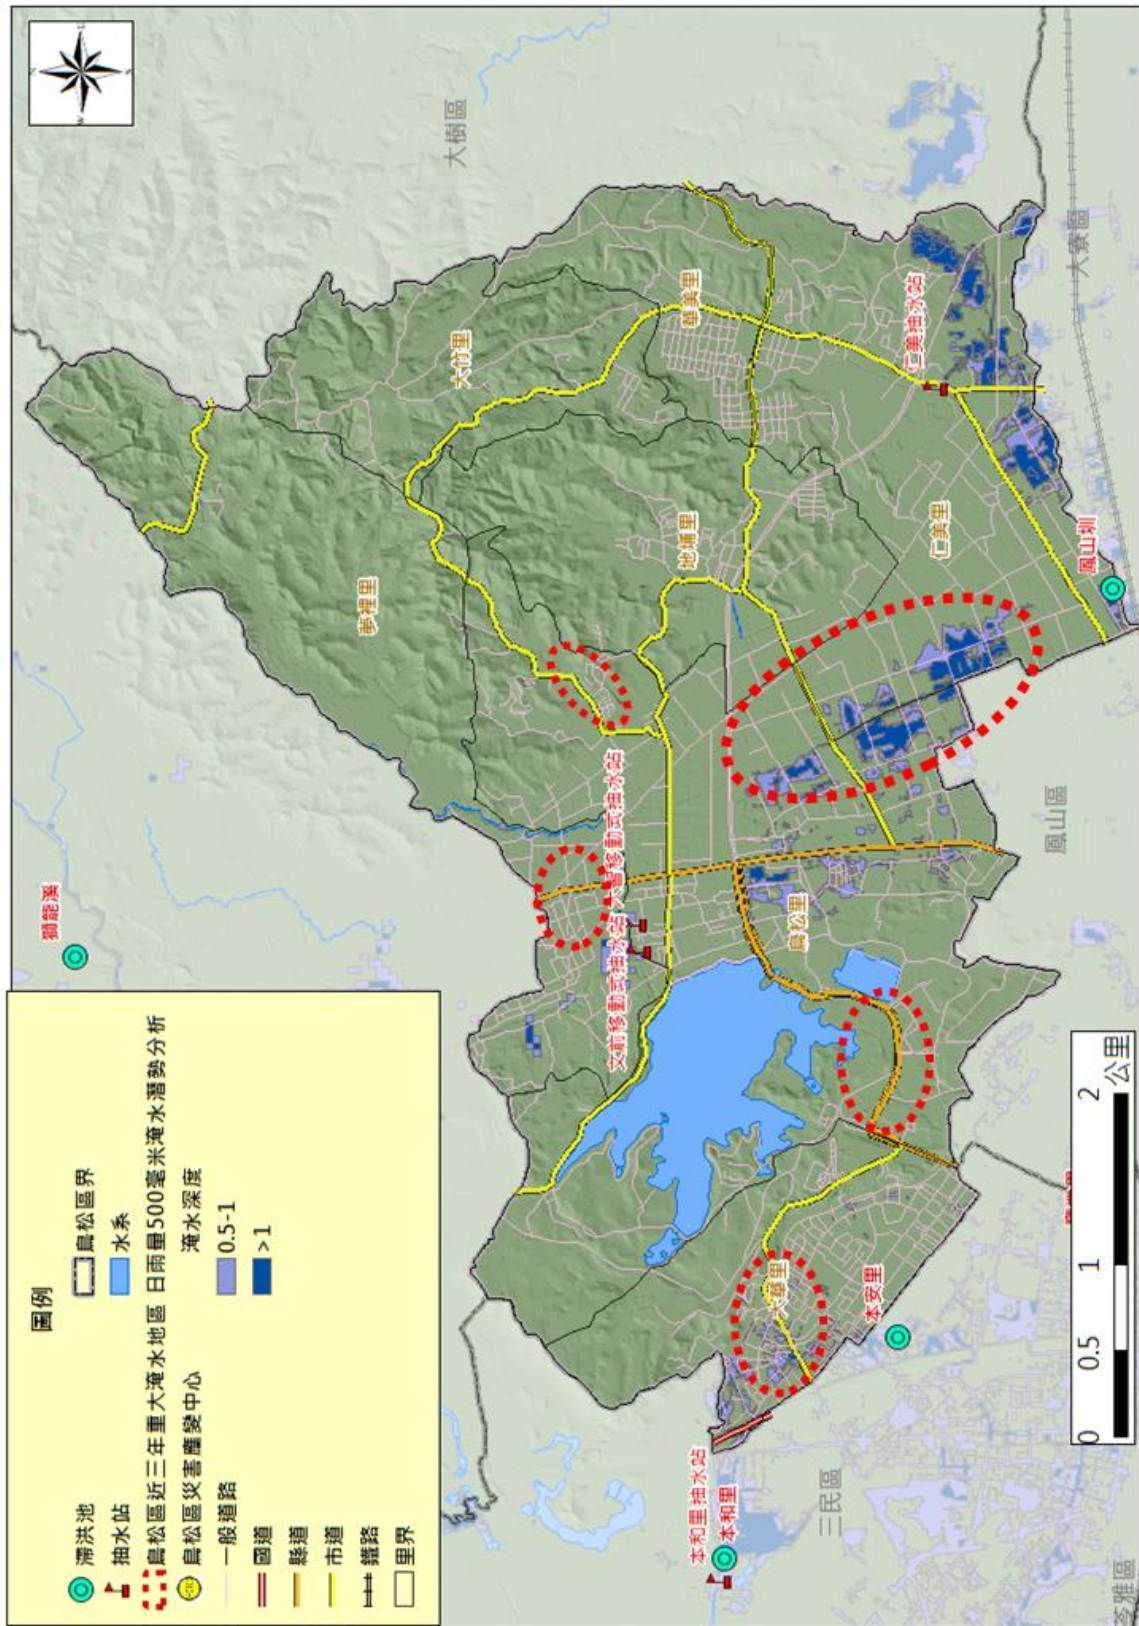 圖例
滯洪池
抽水站
鳥松區近三年重大淹水地區
鳥松區災害應變中心
一般道路
國道
縣道
市道
鐵路
里界
鳥松區界
水系
日雨量500毫米淹水潛勢分析
淹水深度
0.5-1
>1
獅龍溪
大樹區
夢裡里
大竹里
華美里
地埔里
仁美抽水站
大寮區
仁美里
鳳山圳
文前移動式抽水站
大智移動式抽水站
鳥松里
鳳山區
大華里
本安里
本和里抽水站
本和里
三民區
苓雅區
0
0.5
1
2
公里